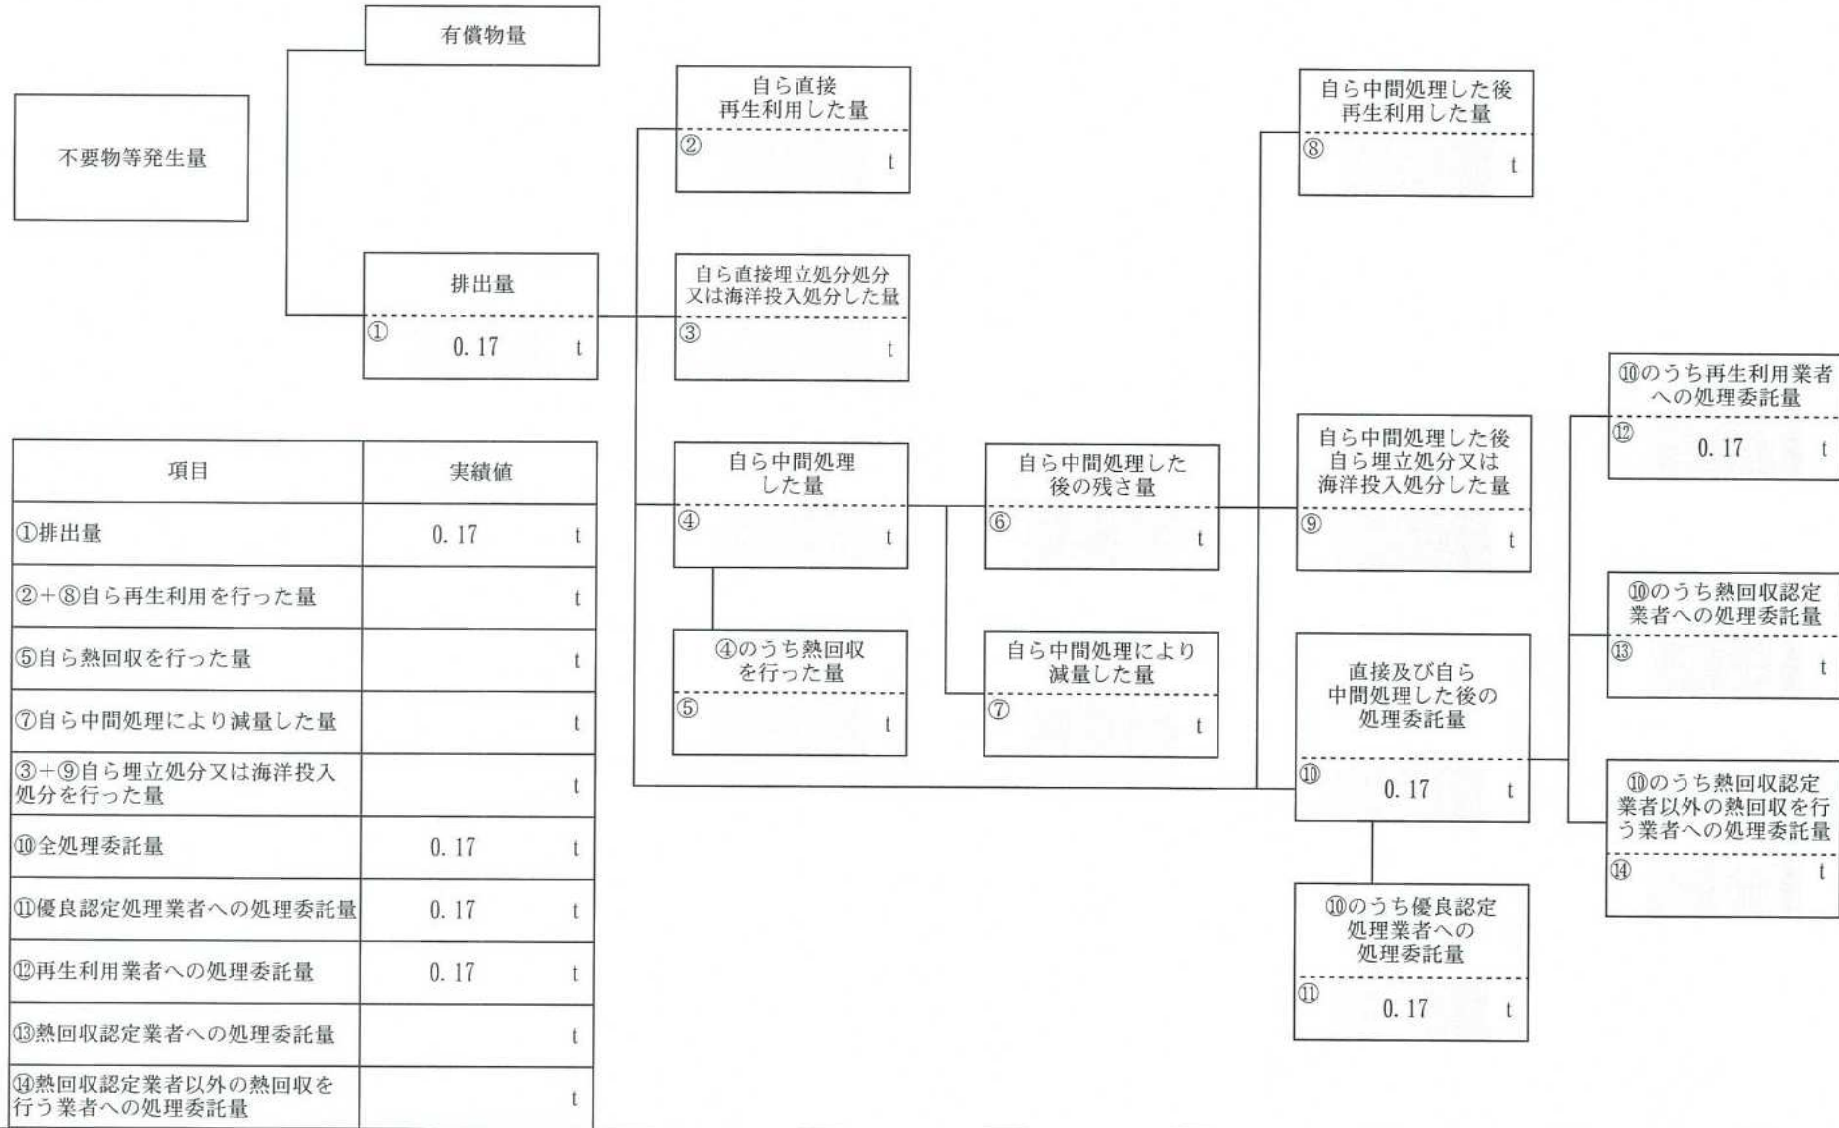 有償物量
不要物等発生量
排出量
① 0.17 t
自ら直接
再生利用した量
② t
自ら直接埋立処分処分
又は海洋投入処分した量
③ t
自ら中間処理
した量
④ t
④のうち熱回収
を行った量
⑤ t
自ら中間処理した
後の残さ量
⑥ t
自ら中間処理により
減量した量
⑦ t
自ら中間処理した後
再生利用した量
⑧ t
自ら中間処理した後
自ら埋立処分又は
海洋投入処分した量
⑨ t
直接及び自ら
中間処理した後の
処理委託量
⑩ 0.17 t
⑩のうち優良認定
処理業者への
処理委託量
⑪ 0.17 t
⑩のうち再生利用業者
への処理委託量
⑫ 0.17 t
⑩のうち熱回収認定
業者への処理委託量
⑬ t
⑩のうち熱回収認定
業者以外の熱回収を行
う業者への処理委託量
⑭ t
項目 実績値
①排出量 0.17 t
②+⑧自ら再生利用を行った量 t
⑤自ら熱回収を行った量 t
⑦自ら中間処理により減量した量 t
③+⑨自ら埋立処分又は海洋投入
処分を行った量 t
⑩全処理委託量 0.17 t
⑪優良認定処理業者への処理委託量 0.17 t
⑫再生利用業者への処理委託量 0.17 t
⑬熱回収認定業者への処理委託量 t
⑭熱回収認定業者以外の熱回収を
行う業者への処理委託量 t